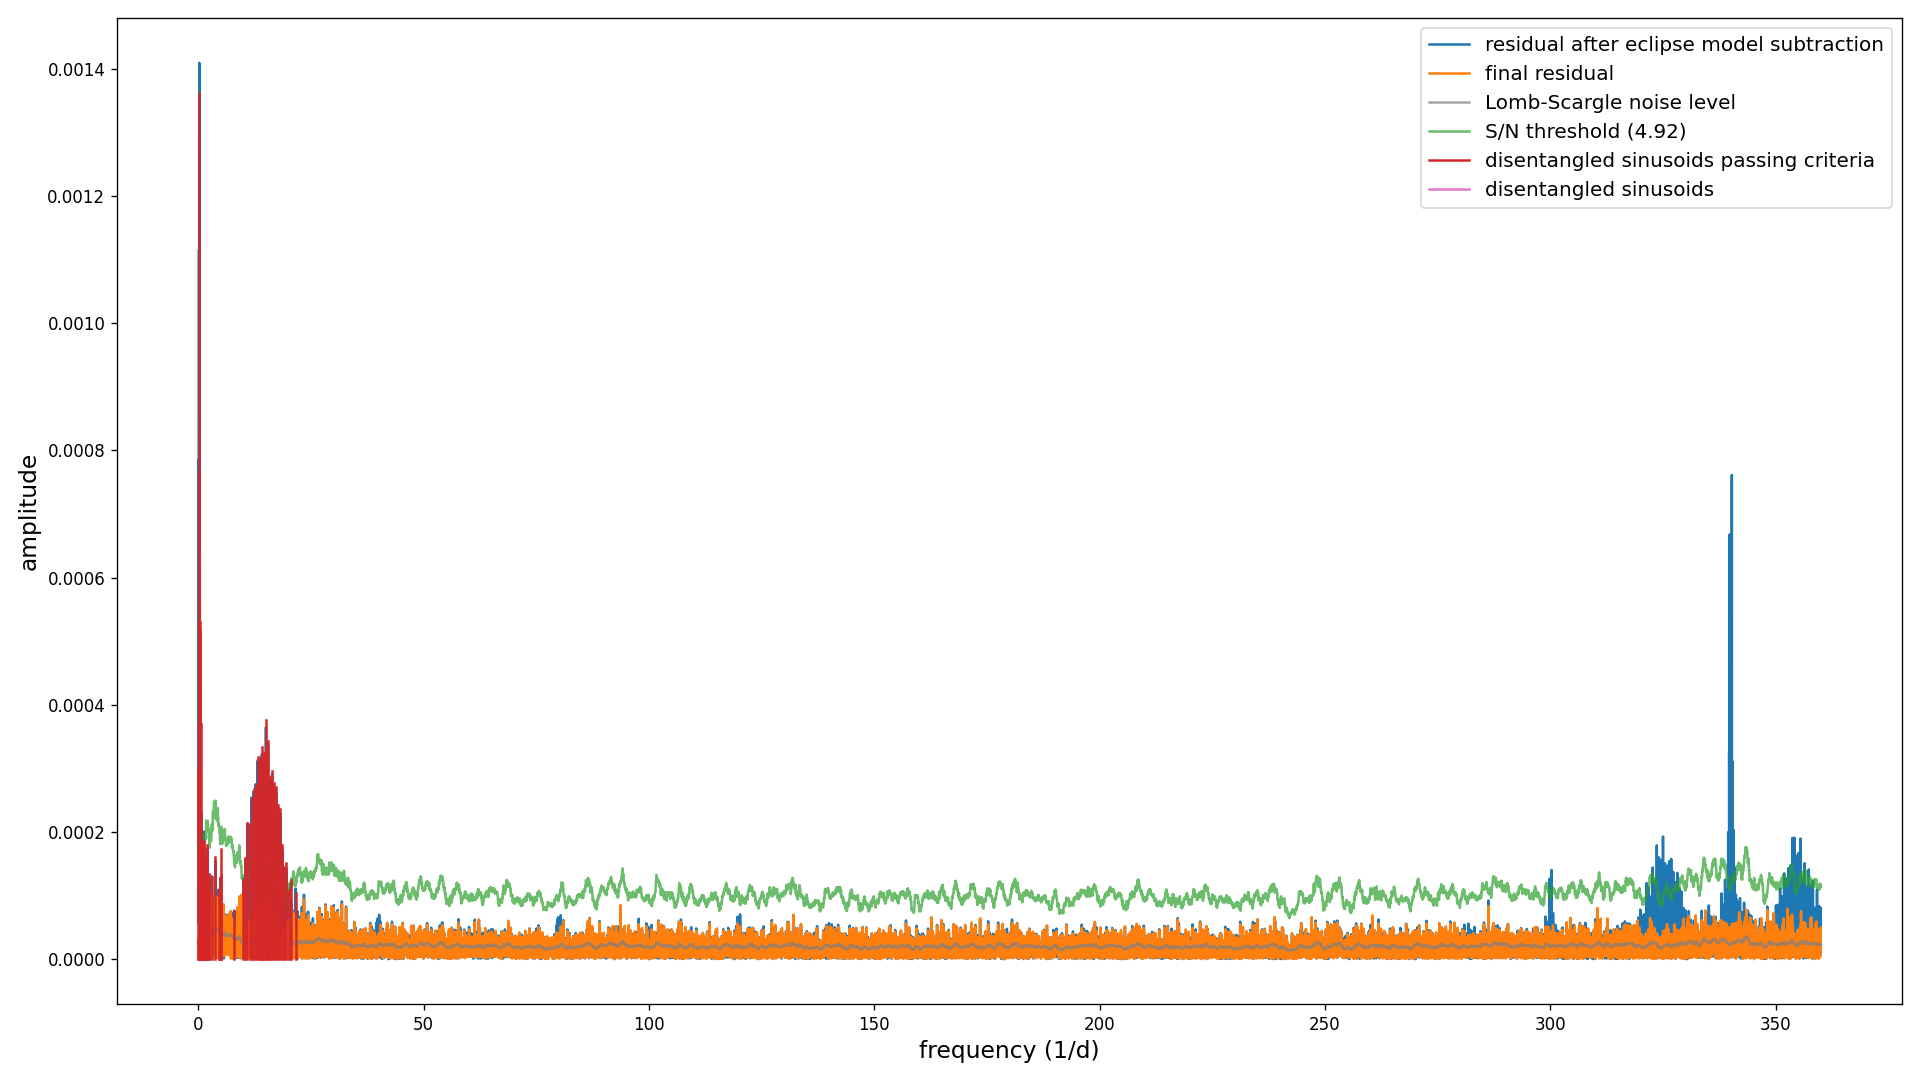 residual after eclipse model subtraction
final residual
Lomb-Scargle noise level
S/N threshold (4.92)
disentangled sinusoids passing criteria
disentangled sinusoids
amplitude
0.0014
0.0012
0.0010
0.0008
0.0006
0.0004
0.0002
0.0000
0 50 100 150 200 250 300 350
frequency (1/d)